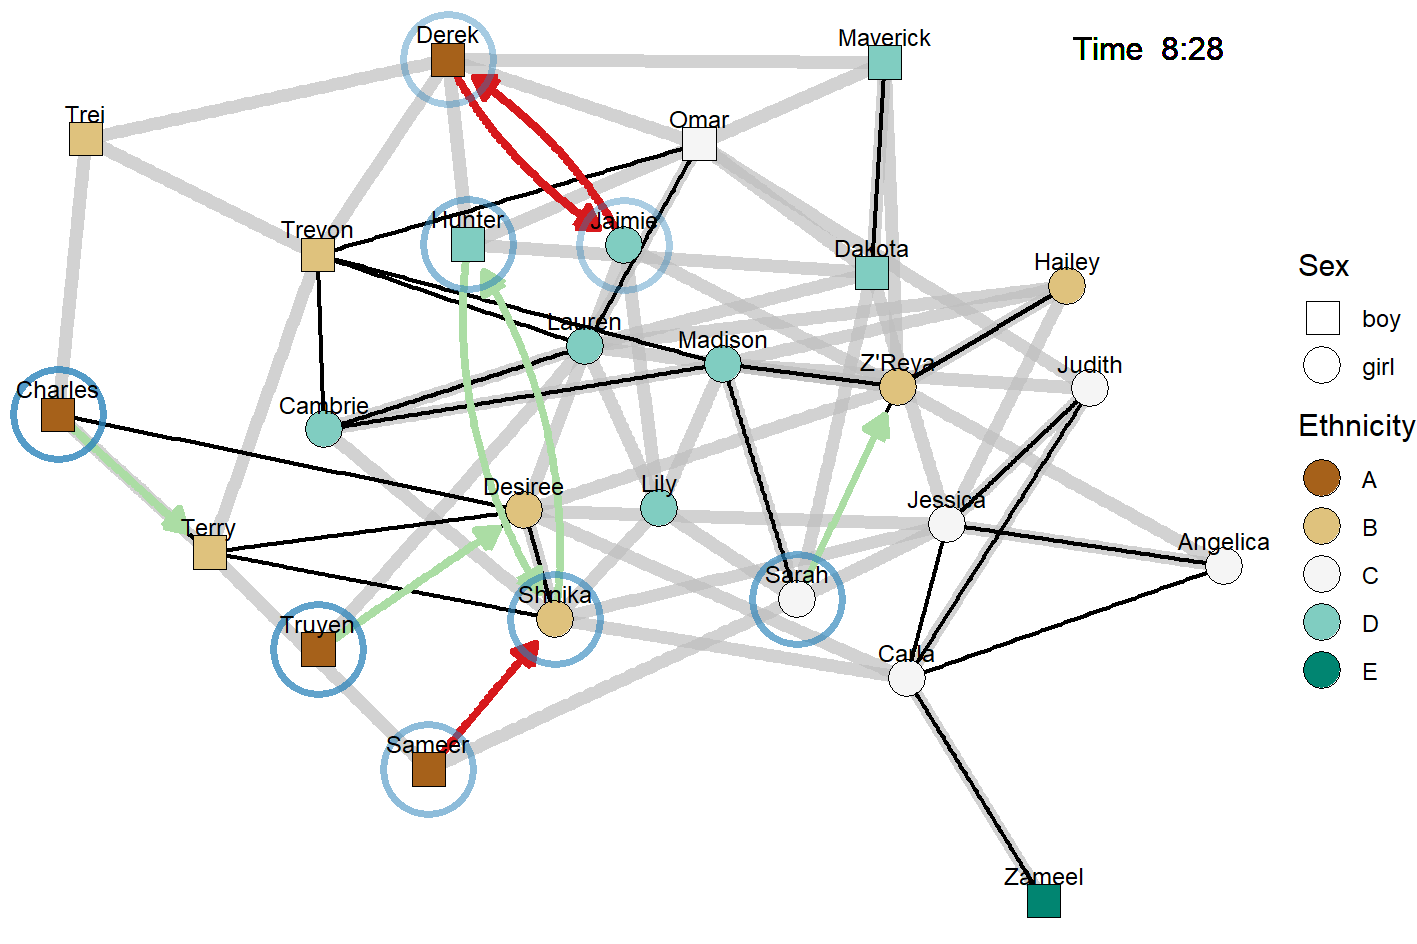 Derek
Maverick
Time 8:28
Trei
Omar
Trevon
Hunter
Jaimie
Dakota
Hailey
Sex
boy
girl
Lauren
Madison
Z'Reya
Judith
Charles
Cambrie
Ethnicity
A
B
C
D
E
Desiree
Lily
Jessica
Terry
Angelica
Sarah
Shnika
Truyen
Carla
Sameer
Zameel